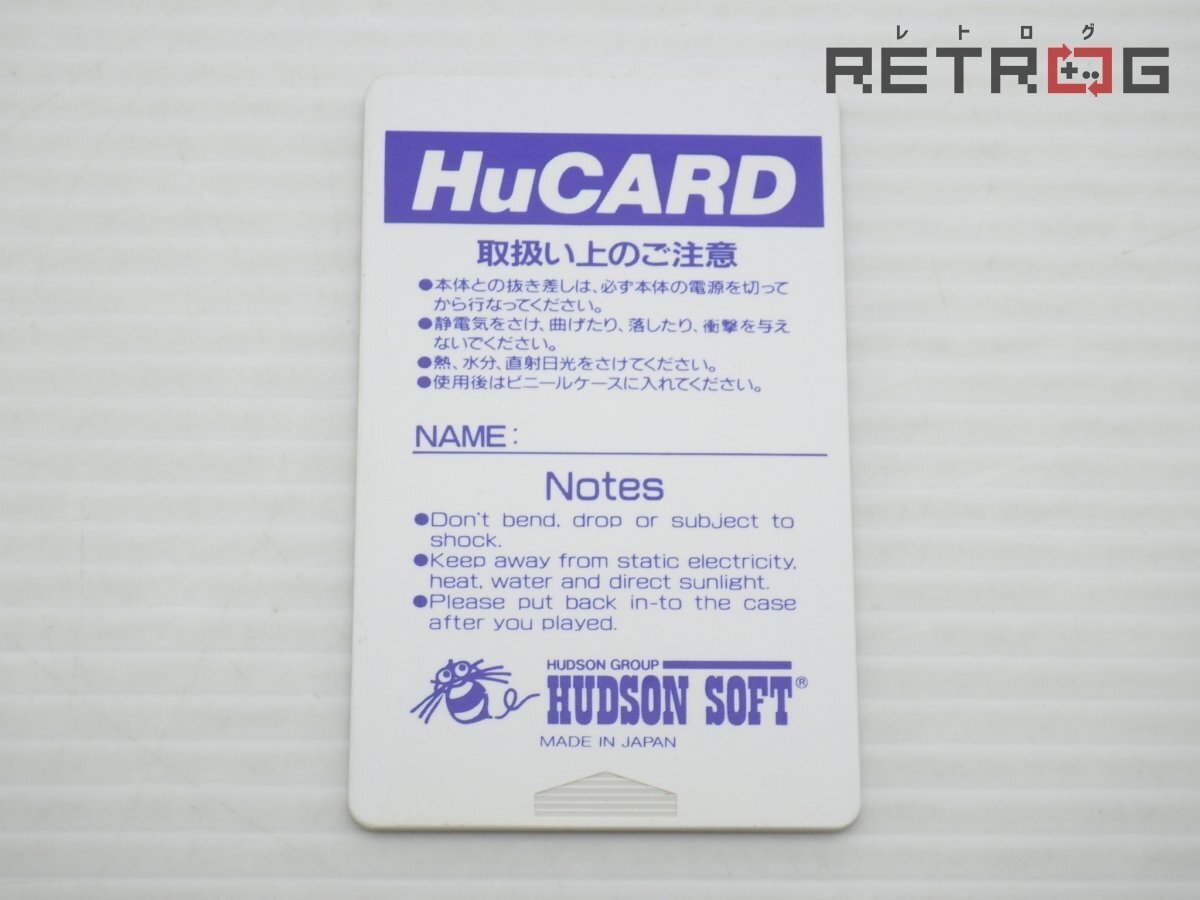 レトログ
RETROG
HuCARD
取扱い上のご注意
●本体との抜き差しは、必ず本体の電源を切って
から行なってください。
●静電気をさけ、曲げたり、落したり、衝撃を与え
ないでください。
●熱、水分、直射日光をさけてください。
●使用後はビニールケースに入れてください。
NAME:
Notes
●Don't bend, drop or subject to
shock.
●Keep away from static electricity,
heat, water and direct sunlight.
●Please put back in-to the case
after you played.
HUDSON GROUP
HUDSON SOFT®
MADE IN JAPAN